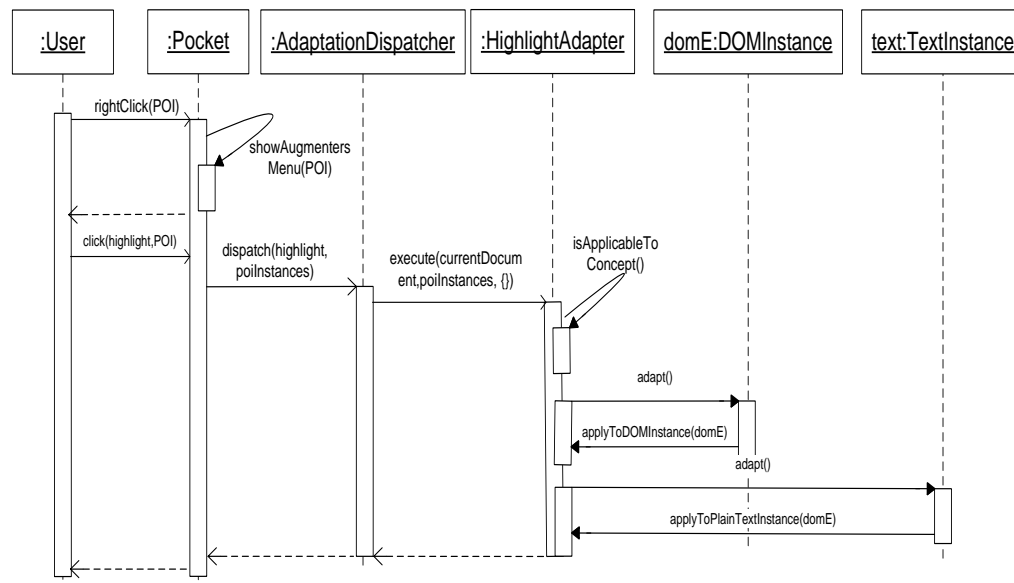 :User
:Pocket
:AdaptationDispatcher
:HighlightAdapter
domE:DOMInstance
text:TextInstance
rightClick(POI)
showAugmenters
Menu(POI)
click(highlight,POI)
dispatch(highlight,
poiInstances)
execute(currentDocum
ent,poiInstances, {})
isApplicableTo
Concept()
adapt()
applyToDOMInstance(domE)
adapt()
applyToPlainTextInstance(domE)